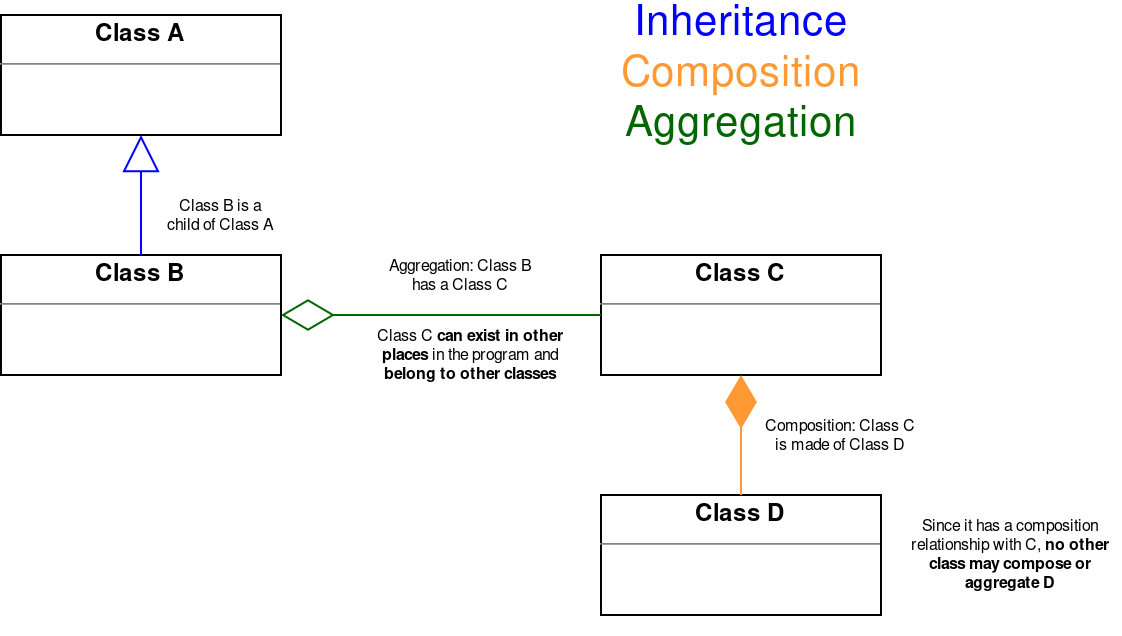 Class A
Inheritance
Composition
Aggregation
Class B is a
child of Class A
Class B
Aggregation: Class B
has a Class C
Class C can exist in other
places in the program and
belong to other classes
Class C
Composition: Class C
is made of Class D
Class D
Since it has a composition
relationship with C, no other
class may compose or
aggregate D